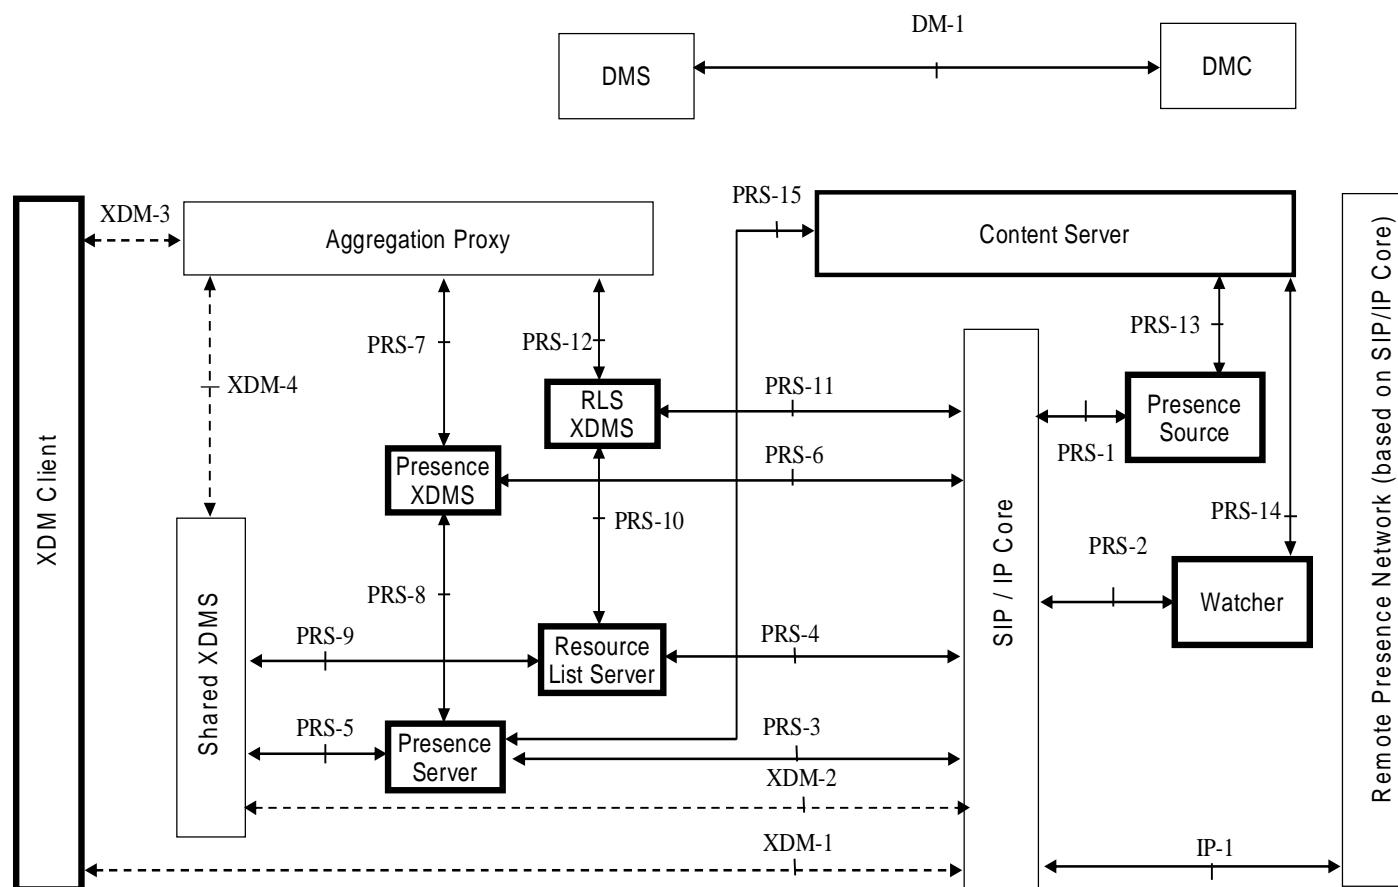 DM-1
DMS
DMC
PRS-15
XDM-3
Aggregation Proxy
Content Server
PRS-7
PRS-12
PRS-13
XDM-4
RLS
XDMS
PRS-11
Presence
Source
PRS-1
Presence
XDMS
PRS-6
PRS-10
PRS-14
PRS-2
XDM Client
Shared XDMS
SIP / IP Core
Remote Presence Network (based on SIP/IP Core)
PRS-8
Watcher
PRS-9
Resource
List Server
PRS-4
PRS-5
Presence
Server
PRS-3
XDM-2
XDM-1
IP-1